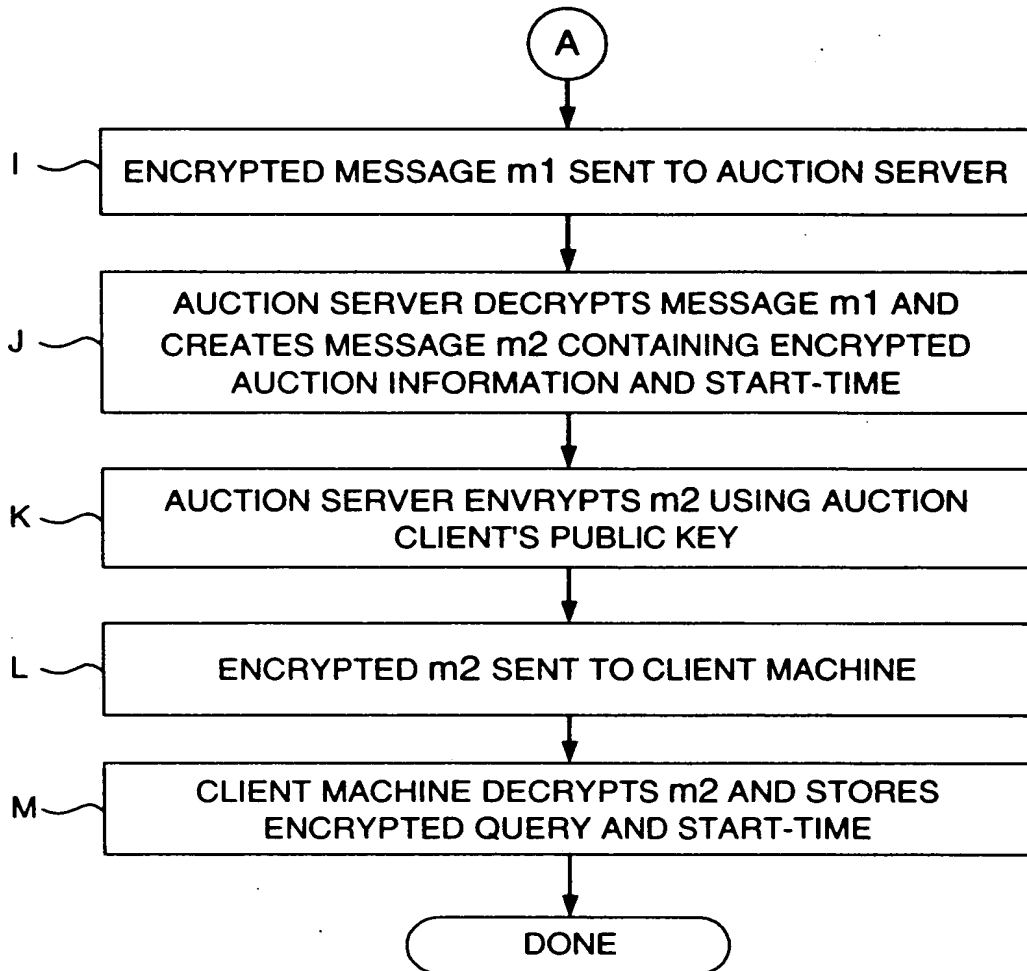 A
I
ENCRYPTED MESSAGE m1 SENT TO AUCTION SERVER
J
AUCTION SERVER DECRYPTS MESSAGE m1 AND
CREATES MESSAGE m2 CONTAINING ENCRYPTED
AUCTION INFORMATION AND START-TIME
K
AUCTION SERVER ENVRYPTS m2 USING AUCTION
CLIENT'S PUBLIC KEY
L
ENCRYPTED m2 SENT TO CLIENT MACHINE
M
CLIENT MACHINE DECRYPTS m2 AND STORES
ENCRYPTED QUERY AND START-TIME
DONE